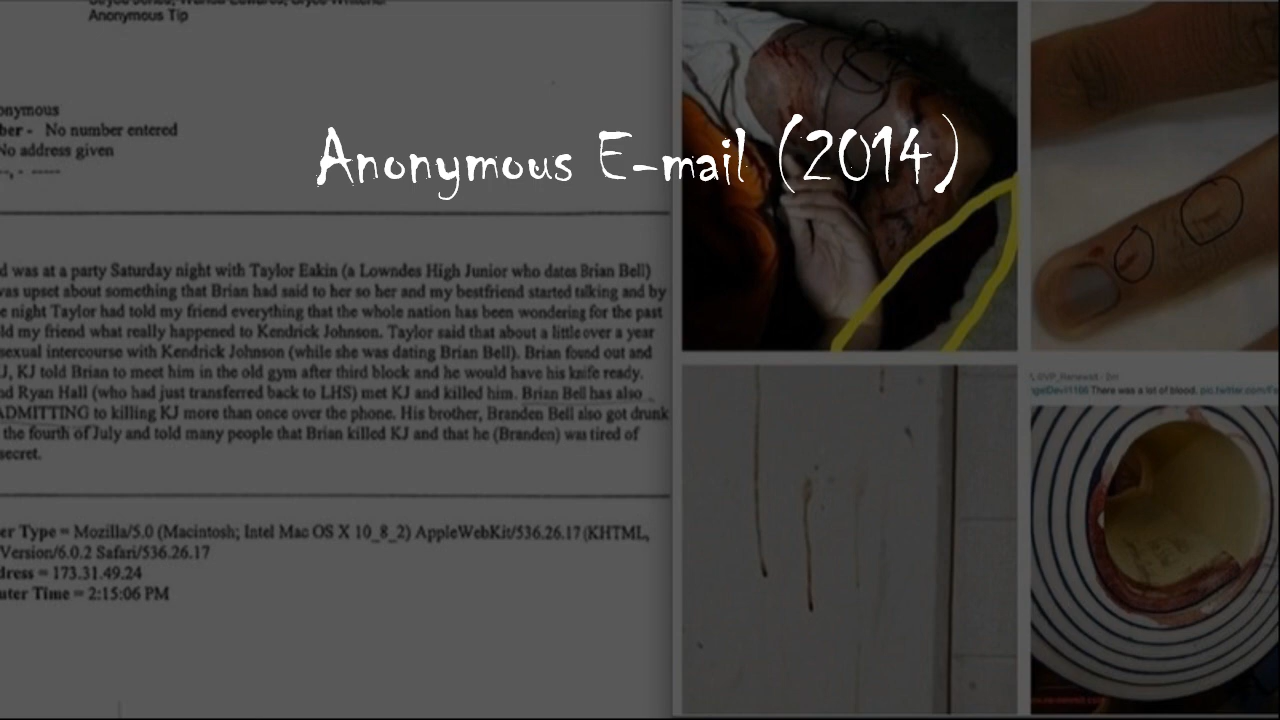 Anonymous Tip
Anonymous E-mail (2014)
No number entered
No address given
was at a party Saturday night with Taylor Eakin (a Lowndes High Junior who dates Brian Bell)
was upset about something that Brian had said to her so her and my bestfriend started talking and by
night Taylor had told my friend everything that the whole nation has been wondering for the past
my friend what really happened to Kendrick Johnson. Taylor said that about a little over a year
sexual intercourse with Kendrick Johnson (while she was dating Brian Bell). Brian found out and
KJ told Brian to meet him in the old gym after third block and he would have his knife ready.
Ryan Hall (who had just transferred back to LHS) met KJ and killed him. Brian Bell has also
ADMITTING to killing KJ more than once over the phone. His brother, Branden Bell also got drunk
the fourth of July and told many people that Brian killed KJ and that he (Branden) was tired of
secret.
Type = Mozilla/5.0 (Macintosh; Intel Mac OS X 10_8_2) AppleWebKit/536.26.17 (KHTML,
Version/6.0.2 Safari/536.26.17
= 173.31.49.24
Time = 2:15:06 PM
There was a lot of blood.